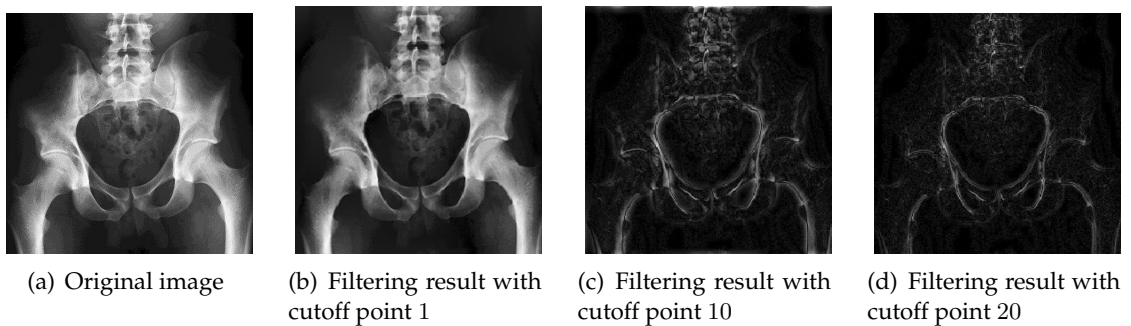 (a) Original image
(b) Filtering result with
cutoff point 1
(c) Filtering result with
cutoff point 10
(d) Filtering result with
cutoff point 20